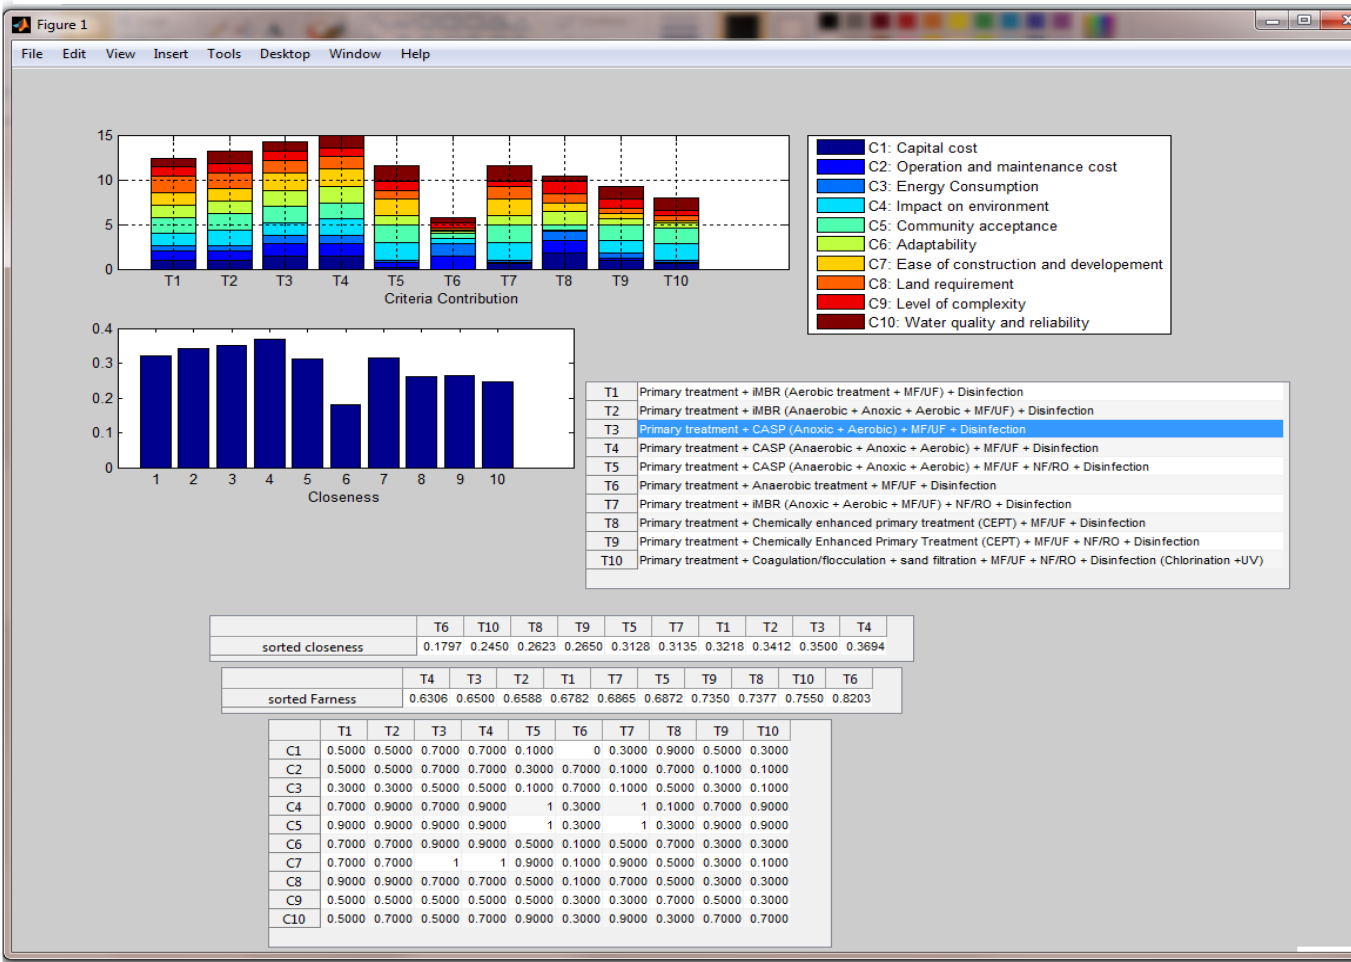 Figure 1
File Edit View Insert Tools Desktop Window Help
15
10
5
0
T1 T2 T3 T4 T5 T6 T7 T8 T9 T10
Criteria Contribution
C1: Capital cost
C2: Operation and maintenance cost
C3: Energy Consumption
C4: Impact on environment
C5: Community acceptance
C6: Adaptability
C7: Ease of construction and developement
C8: Land requirement
C9: Level of complexity
C10: Water quality and reliability
0.4
0.3
0.2
0.1
0
1 2 3 4 5 6 7 8 9 10
Closeness
T1 Primary treatment + iMBR (Aerobic treatment + MF/UF) + Disinfection
T2 Primary treatment + iMBR (Anaerobic + Anoxic + Aerobic + MF/UF) + Disinfection
T3 Primary treatment + CASP (Anoxic + Aerobic) + MF/UF + Disinfection
T4 Primary treatment + CASP (Anaerobic + Anoxic + Aerobic) + MF/UF + Disinfection
T5 Primary treatment + CASP (Anaerobic + Anoxic + Aerobic) + MF/UF + NF/RO + Disinfection
T6 Primary treatment + Anaerobic treatment + MF/UF + Disinfection
T7 Primary treatment + iMBR (Anoxic + Aerobic + MF/UF) + NF/RO + Disinfection
T8 Primary treatment + Chemically enhanced primary treatment (CEPT) + MF/UF + Disinfection
T9 Primary treatment + Chemically Enhanced Primary Treatment (CEPT) + MF/UF + NF/RO + Disinfection
T10 Primary treatment + Coagulation/flocculation + sand filtration + MF/UF + NF/RO + Disinfection (Chlorination +UV)
T6 T10 T8 T9 T5 T7 T1 T2 T3 T4
sorted closeness 0.1797 0.2450 0.2623 0.2650 0.3128 0.3135 0.3218 0.3412 0.3500 0.3694
T4 T3 T2 T1 T7 T5 T9 T8 T10 T6
sorted Farness 0.6306 0.6500 0.6588 0.6782 0.6865 0.6872 0.7350 0.7377 0.7550 0.8203
T1 T2 T3 T4 T5 T6 T7 T8 T9 T10
C1 0.5000 0.5000 0.7000 0.7000 0.1000 0 0.3000 0.9000 0.5000 0.3000
C2 0.5000 0.5000 0.7000 0.7000 0.3000 0.7000 0.1000 0.7000 0.1000 0.1000
C3 0.3000 0.3000 0.5000 0.5000 0.1000 0.7000 0.1000 0.5000 0.3000 0.1000
C4 0.7000 0.9000 0.7000 0.9000 1 0.3000 1 0.1000 0.7000 0.9000
C5 0.9000 0.9000 0.9000 0.9000 1 0.3000 1 0.3000 0.9000 0.9000
C6 0.7000 0.7000 0.9000 0.9000 0.5000 0.1000 0.5000 0.7000 0.3000 0.3000
C7 0.7000 0.7000 1 1 0.9000 0.1000 0.9000 0.5000 0.3000 0.1000
C8 0.9000 0.9000 0.7000 0.7000 0.5000 0.1000 0.7000 0.5000 0.3000 0.3000
C9 0.5000 0.5000 0.5000 0.5000 0.5000 0.3000 0.3000 0.7000 0.5000 0.3000
C10 0.5000 0.7000 0.5000 0.7000 0.9000 0.3000 0.9000 0.3000 0.7000 0.7000